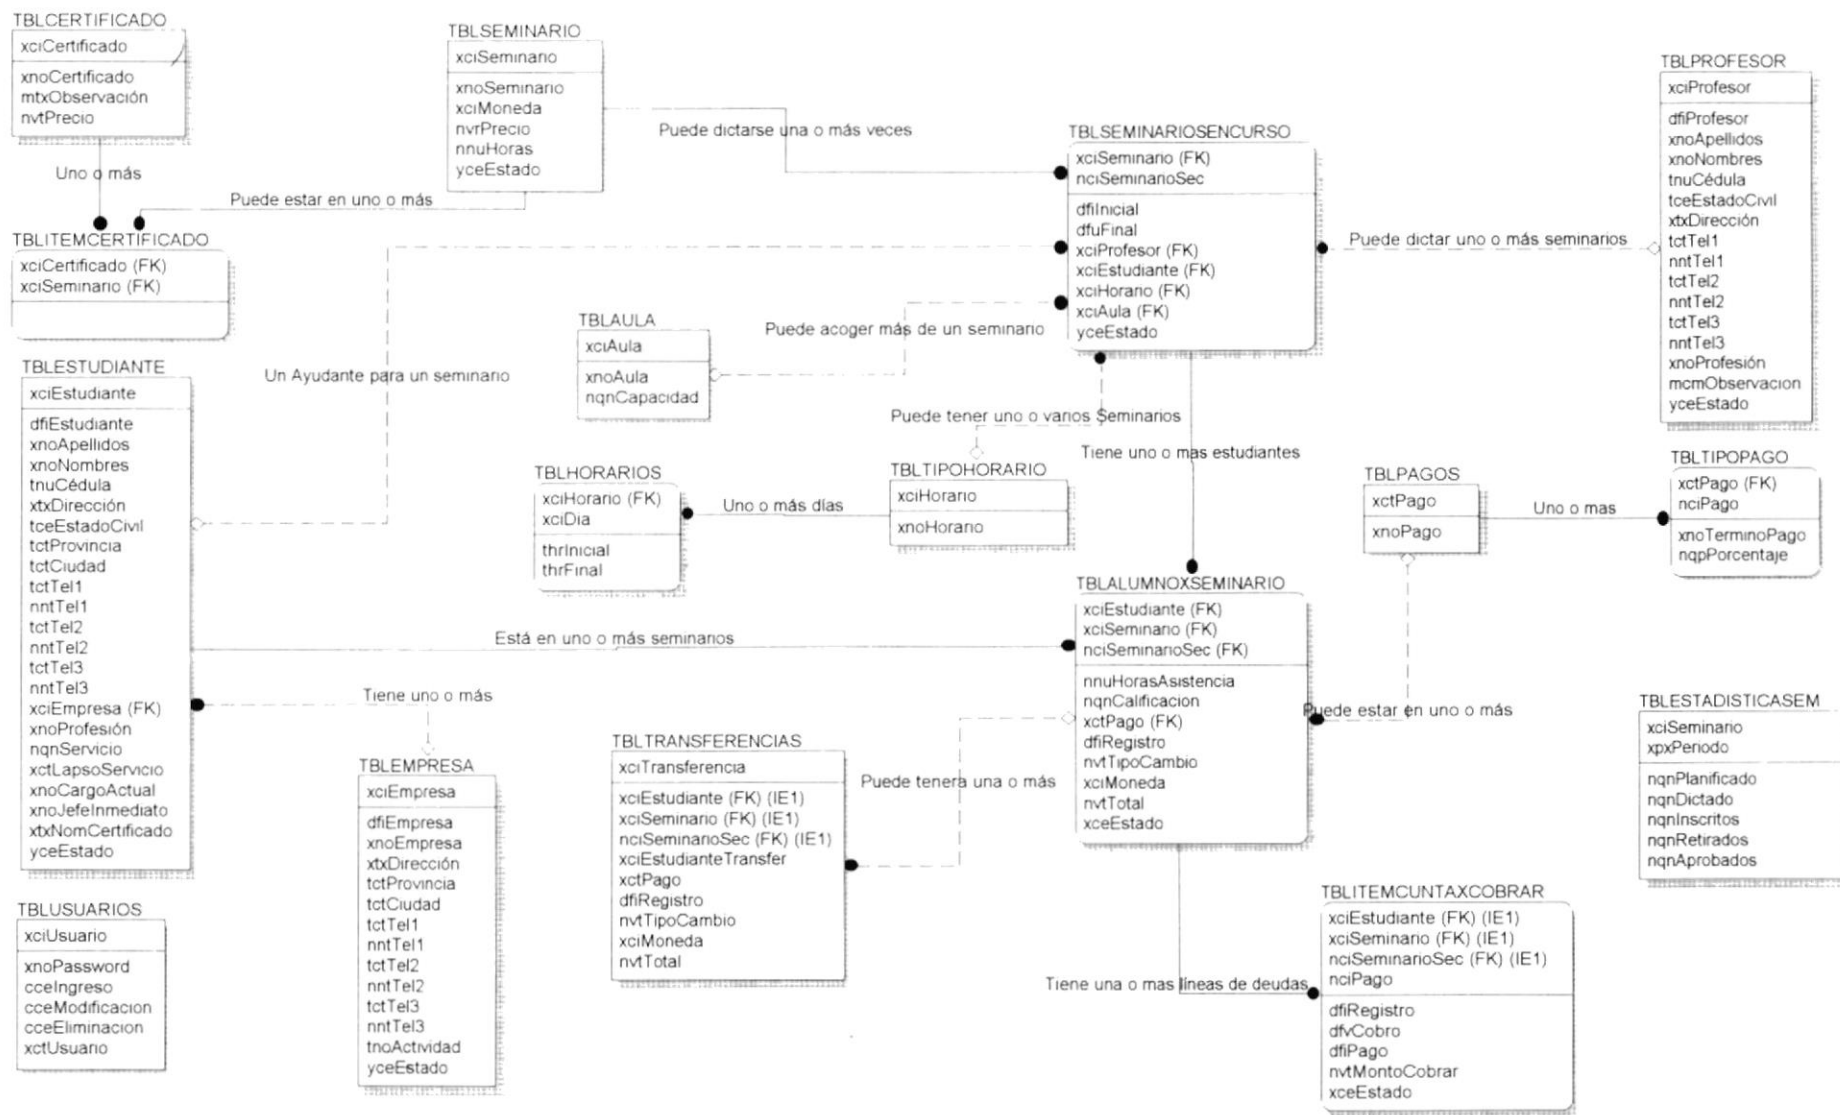 TBLCERTIFICADO
xciCertificado
xnoCertificado
mtxObservación
nvtPrecio
Uno o más
TBLSEMINARIO
xciSeminario
xnoSeminario
xciMoneda
nvrPrecio
nnuHoras
yceEstado
Puede dictarse una o más veces
Puede estar en uno o más
TBLITEMCERTIFICADO
xciCertificado (FK)
xciSeminario (FK)
TBLSEMINARIOSENCURSO
xciSeminario (FK)
nciSeminarioSec
dfiInicial
dfuFinal
xciProfesor (FK)
xciEstudiante (FK)
xciHorario (FK)
xciAula (FK)
yceEstado
Puede dictar uno o más seminarios
TBLPROFESOR
xciProfesor
dfiProfesor
xnoApellidos
xnoNombres
tnuCédula
tceEstadoCivil
xtxDirección
tctTel1
nntTel1
tctTel2
nntTel2
tctTel3
nntTel3
xnoProfesión
mcmObservacion
yceEstado
TBLAULA
xciAula
xnoAula
nqnCapacidad
Puede acoger más de un seminario
Un Ayudante para un seminario
TBLESTUDIANTE
xciEstudiante
dfiEstudiante
xnoApellidos
xnoNombres
tnuCédula
xtxDirección
tceEstadoCivil
tctProvincia
tctCiudad
tctTel1
nntTel1
tctTel2
nntTel2
tctTel3
nntTel3
xciEmpresa (FK)
xnoProfesión
nqnServicio
xctLapsoServicio
xnoCargoActual
xnoJefeInmediato
xtxNomCertificado
yceEstado
Puede tener uno o varios Seminarios
Tiene uno o mas estudiantes
TBLHORARIOS
xciHorario (FK)
xciDia
thrInicial
thrFinal
Uno o más días
TBLTIPOHORARIO
xciHorario
xnoHorario
TBLPAGOS
xctPago
xnoPago
Uno o mas
TBLTIPOPAGO
xctPago (FK)
nciPago
xnoTerminoPago
nqpPorcentaje
TBLALUMNOXSEMINARIO
xciEstudiante (FK)
xciSeminario (FK)
nciSeminarioSec (FK)
nnuHorasAsistencia
nqnCalificacion
xctPago (FK)
dfiRegistro
nvtTipoCambio
xciMoneda
nvtTotal
xceEstado
Está en uno o más seminarios
Tiene uno o más
Puede estar en uno o más
TBLEMPRESA
xciEmpresa
dfiEmpresa
xnoEmpresa
xtxDirección
tctProvincia
tctCiudad
tctTel1
nntTel1
tctTel2
nntTel2
tctTel3
nntTel3
tnoActividad
yceEstado
TBLTRANSFERENCIAS
xciTransferencia
xciEstudiante (FK) (IE1)
xciSeminario (FK) (IE1)
nciSeminarioSec (FK) (IE1)
xciEstudianteTransfer
xctPago
dfiRegistro
nvtTipoCambio
xciMoneda
nvtTotal
Puede tenera una o más
TBLESTADISTICASEM
xciSeminario
xpxPeriodo
nqnPlanificado
nqnDictado
nqnInscritos
nqnRetirados
nqnAprobados
TBLUSUARIOS
xciUsuario
xnoPassword
cceIngreso
cceModificacion
cceEliminacion
xctUsuario
Tiene una o mas líneas de deudas
TBLITEMCUNTAXCOBRAR
xciEstudiante (FK) (IE1)
xciSeminario (FK) (IE1)
nciSeminarioSec (FK) (IE1)
nciPago
dfiRegistro
dfvCobro
dfiPago
nvtMontoCobrar
xceEstado